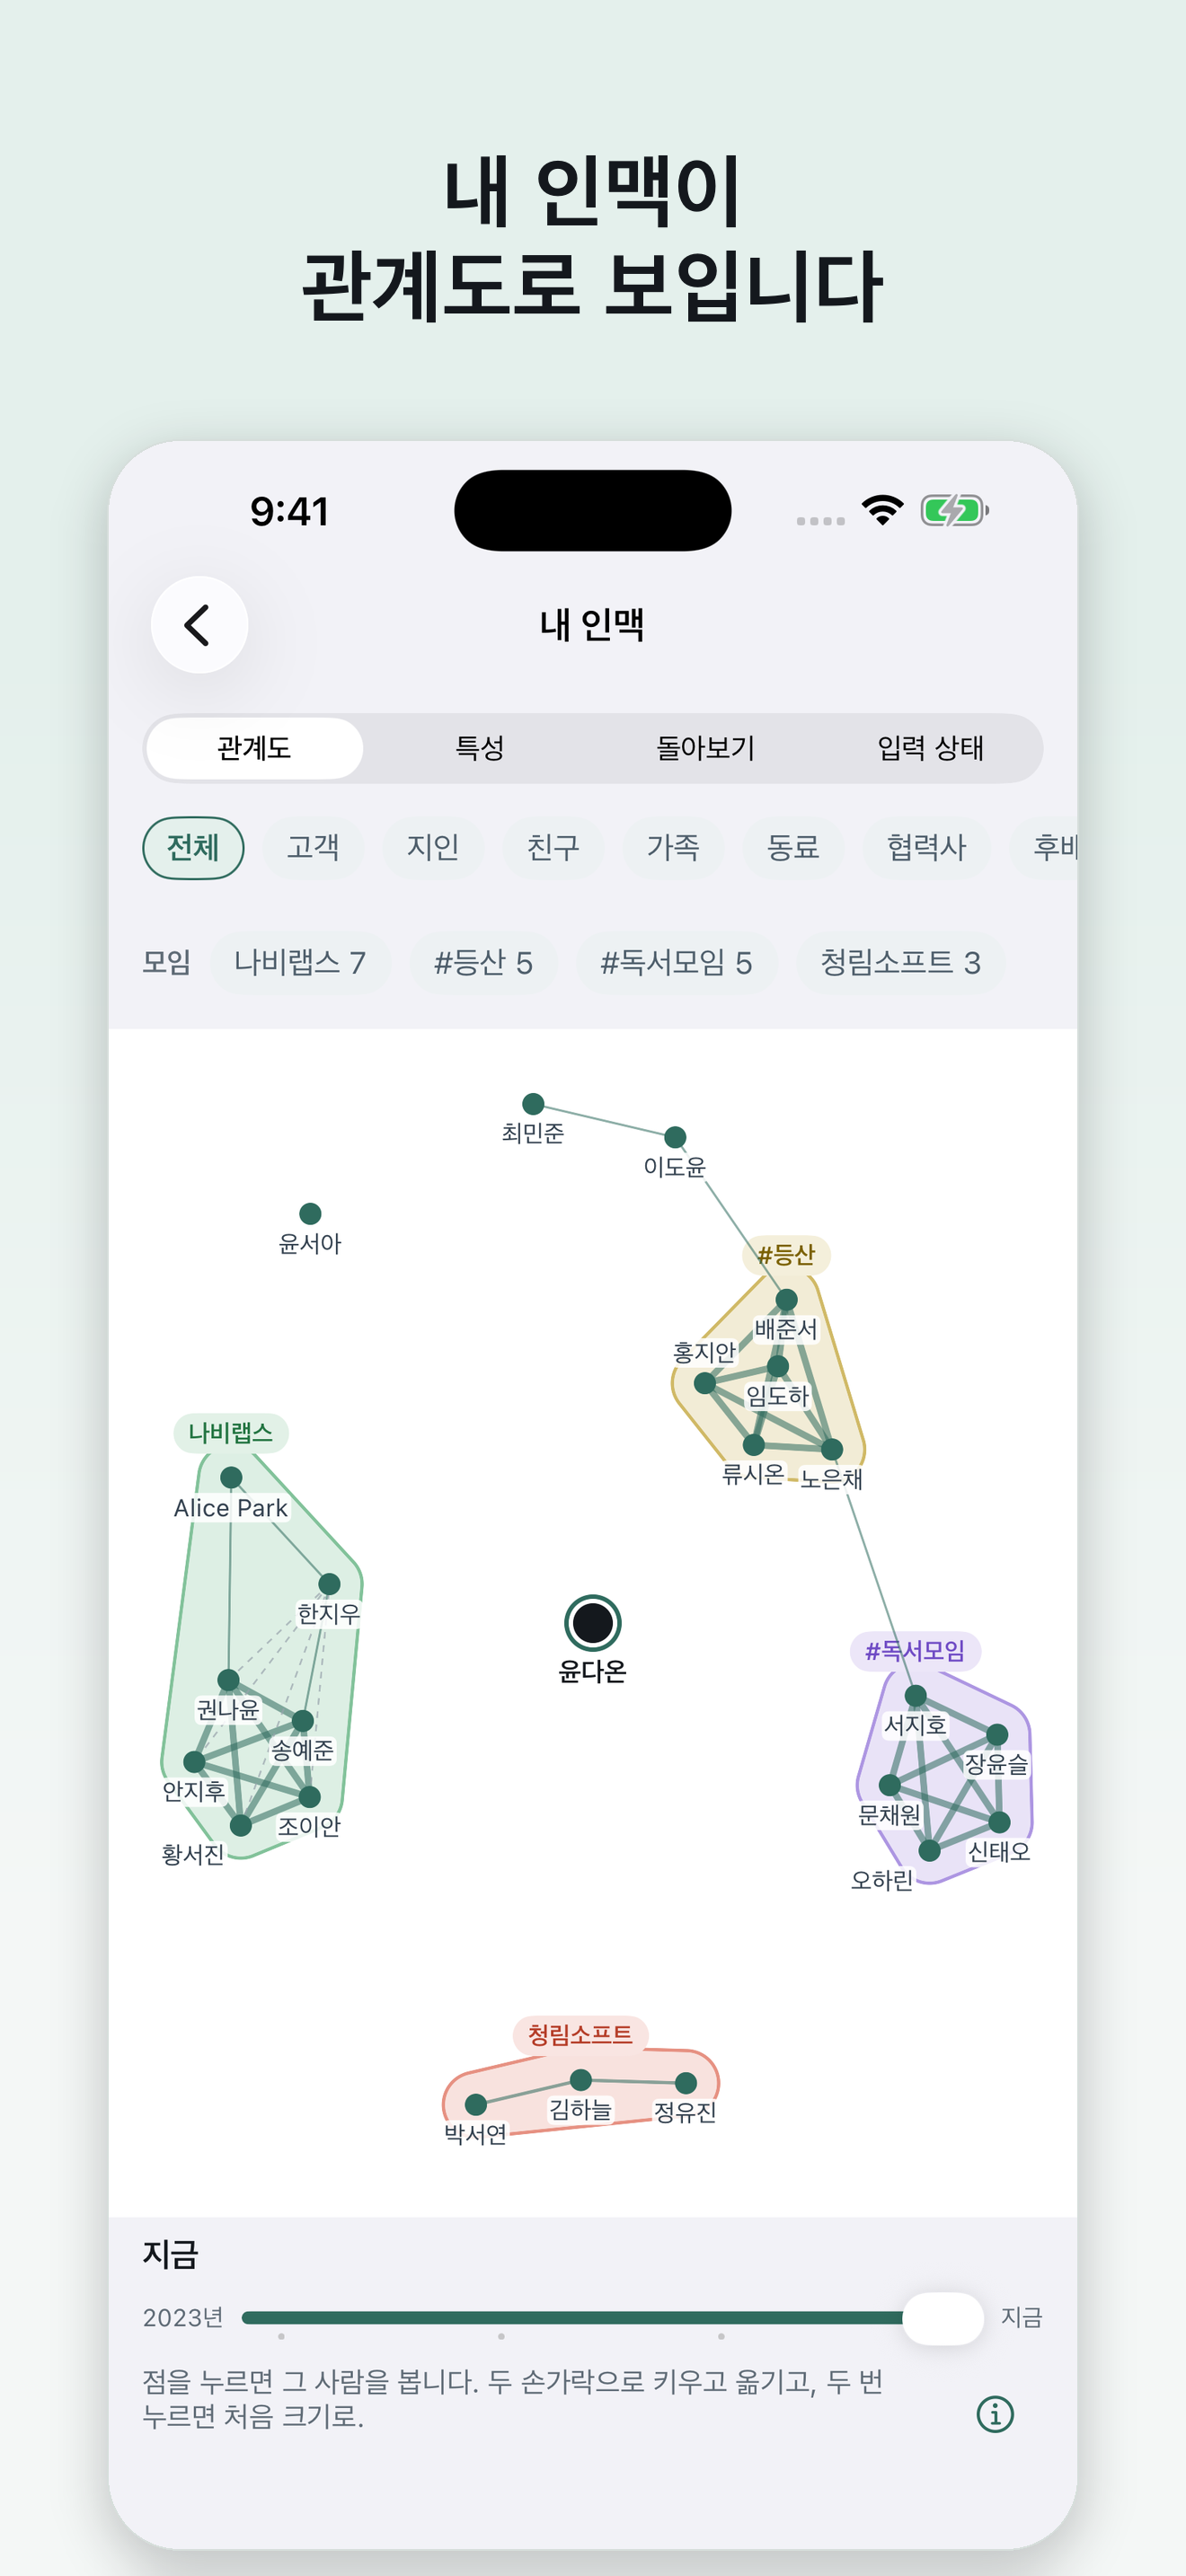 내 인맥이
관계도로 보입니다
9:41
내 인맥
관계도 특성 돌아보기 입력 상태
전체 고객 지인 친구 가족 동료 협력사 후배
모임 나비랩스 7 #등산 5 #독서모임 5 청림소프트 3
최민준
이도윤
윤서아
#등산
배준서
홍지안
임도하
류시온 노은채
나비랩스
Alice Park
한지우
권나윤
송예준
안지후
조이안
황서진
윤다온
#독서모임
서지호
장윤슬
문채원
신태오
오하린
청림소프트
김하늘
정유진
박서연
지금
2023년 지금
점을 누르면 그 사람을 봅니다. 두 손가락으로 키우고 옮기고, 두 번
누르면 처음 크기로.